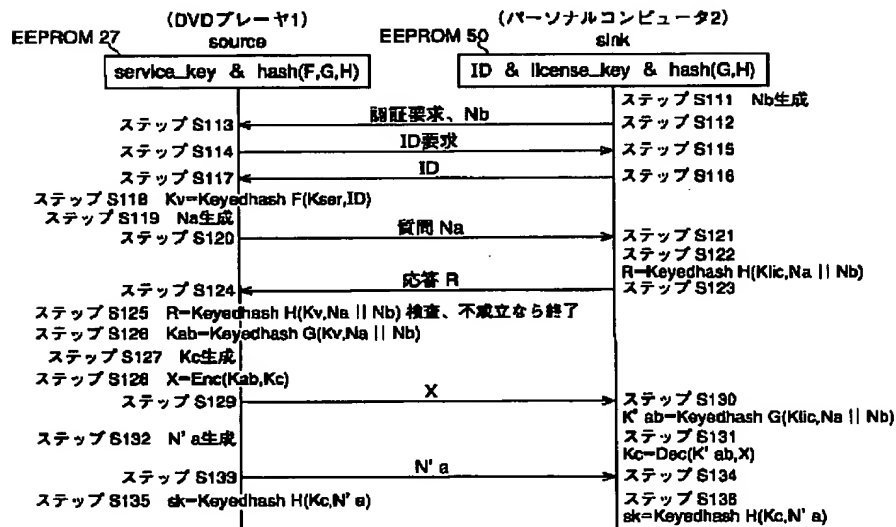 (DVDプレーヤ1)
source
EEPROM 27
service_key & hash(F,G,H)
(パーソナルコンピュータ2)
sink
EEPROM 50
ID & license_key & hash(G,H)
ステップ S111 Nb生成
ステップ S113
認証要求、Nb
ステップ S112
ステップ S114
ID要求
ステップ S115
ステップ S117
ID
ステップ S116
ステップ S118 Kv=Keyedhash F(Kser,ID)
ステップ S119 Na生成
ステップ S120
質問 Na
ステップ S121
ステップ S122
R=Keyedhash H(Klic,Na || Nb)
ステップ S124
応答 R
ステップ S123
ステップ S125 R=Keyedhash H(Kv,Na || Nb) 検査、不成立なら終了
ステップ S126 Kab=Keyedhash G(Kv,Na || Nb)
ステップ S127 Kc生成
ステップ S128 X=Enc(Kab,Kc)
ステップ S129
X
ステップ S130
K' ab=Keyedhash G(Klic,Na || Nb)
ステップ S132 N' a生成
ステップ S131
Kc=Dec(K' ab,X)
ステップ S133
N' a
ステップ S134
ステップ S135 sk=Keyedhash H(Kc,N' a)
ステップ S136
sk=Keyedhash H(Kc,N' a)